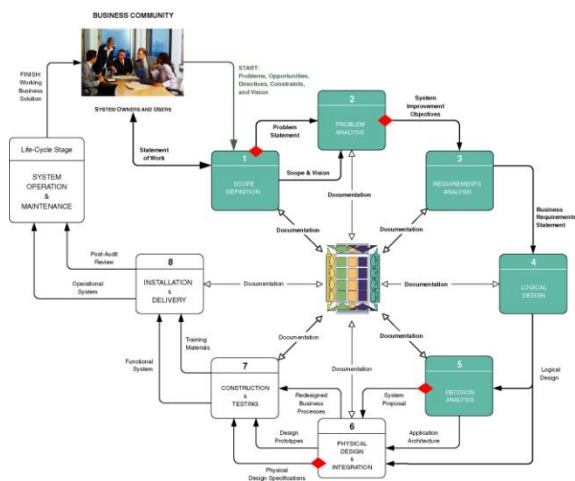 BUSINESS COMMUNITY
FINISH:
Working
Business
Solution
START:
Problems, Opportunities,
Directives, Constraints,
and Vision
SYSTEM OWNERS AND USERS
Statement
of Work
Problem
Statement
2
PROBLEM
ANALYSIS
System
Improvement
Objectives
Life-Cycle Stage
SYSTEM
OPERATION
&
MAINTENANCE
1
SCOPE
DEFINITION
Scope & Vision
3
REQUIREMENTS
ANALYSIS
Documentation
Documentation
Documentation
Business
Requirements
Statement
Post-Audit
Review
Operational
System
8
INSTALLATION
&
DELIVERY
Documentation
Documentation
4
LOGICAL
DESIGN
Training
Materials
Functional
System
Documentation
Documentation
Documentation
7
CONSTRUCTION
&
TESTING
Redesigned
Business
Processes
System
Proposal
5
DECISION
ANALYSIS
Logical
Design
Design
Prototypes
6
PHYSICAL
DESIGN
&
INTEGRATION
Application
Architecture
Physical
Design Specifications